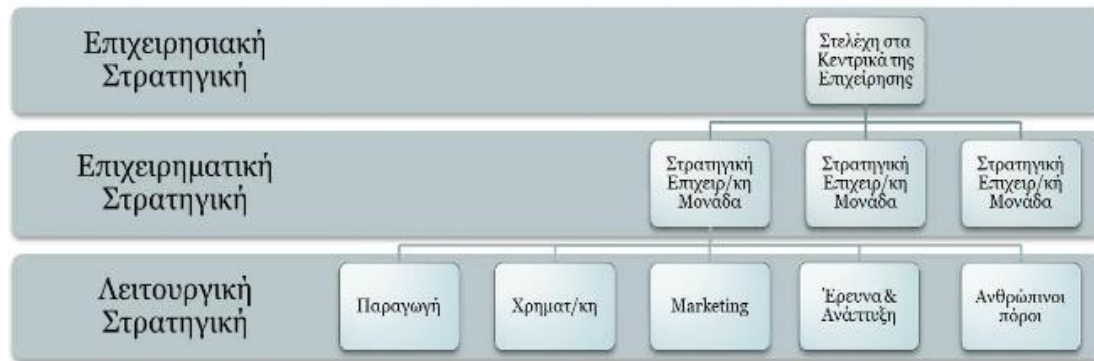 Επιχειρησιακή
Στρατηγική
Στελέχη στα
Κεντρικά της
Επιχείρησης
Επιχειρηματική
Στρατηγική
Στρατηγική
Επιχειρ/κη
Μονάδα
Στρατηγική
Επιχειρ/κη
Μονάδα
Στρατηγική
Επιχειρ/κή
Μονάδα
Λειτουργική
Στρατηγική
Παραγωγή
Χρηματ/κη
Marketing
Έρευνα &
Ανάπτυξη
Ανθρώπινοι
πόροι